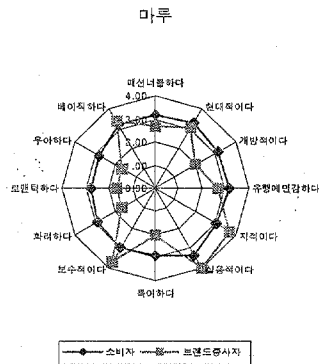 마루
매션너블하다
현대적이다
개방적이다
유행에민감하다
지적이다
실용적이다
특이하다
보수적이다
화려하다
로맨틱하다
우아하다
베이직하다
4.00
3.00
2.00
1.00
0.00
소비자
브랜드종사자